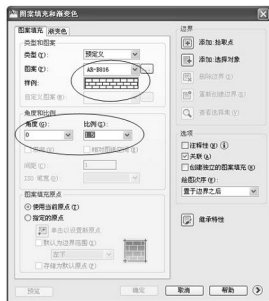 图案填充和渐变色
图案填充 渐变色
类型和图案
类型(Y): 预定义
图案(P): AR-B816
样例:
自定义图案(M):
角度和比例
角度(G): 比例(S):
0
双向(U) 相对图纸空间(E)
间距(C): 1
ISO 笔宽(O):
图案填充原点
使用当前原点(T)
指定的原点
单击以设置新原点
默认为边界范围(X)
左下
存储为默认原点(F)
预览
确定 取消 帮助
边界
添加:拾取点
添加:选择对象
删除边界(D)
重新创建边界(R)
查看选择集(V)
选项
注释性(N)
关联(A)
创建独立的图案填充(H)
绘图次序(W):
置于边界之后
继承特性